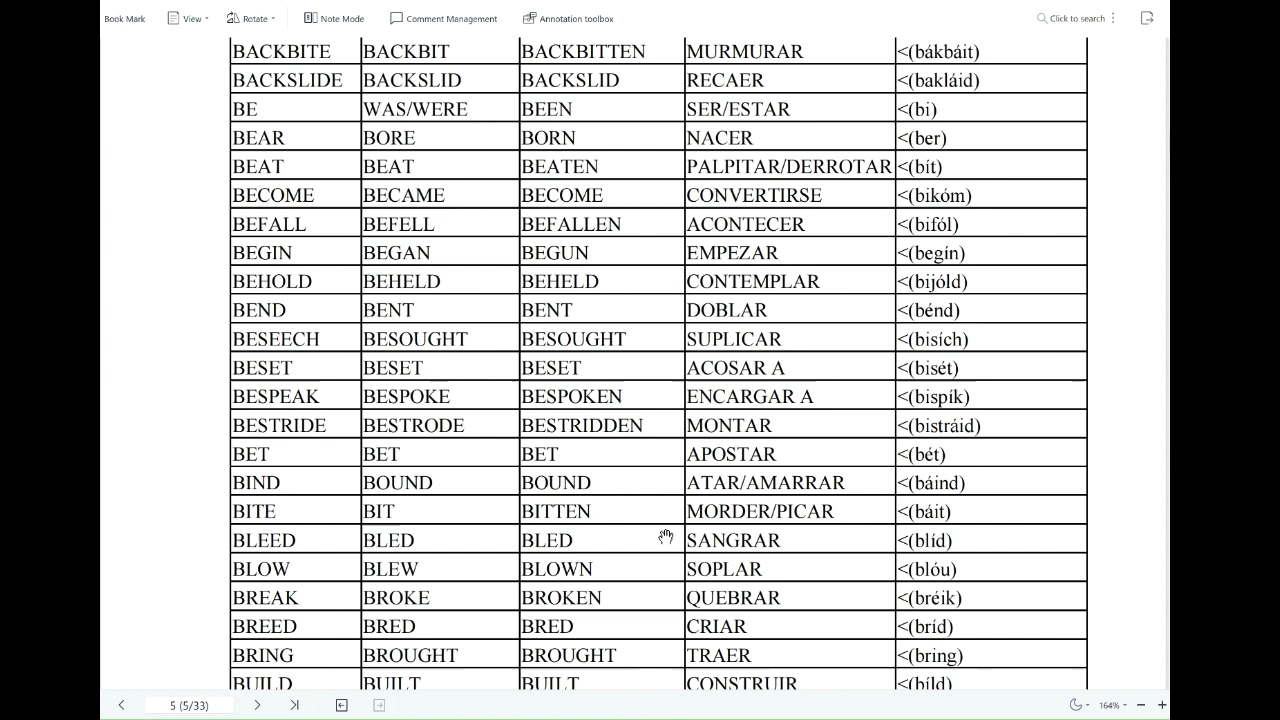 Book Mark View Rotate Note Mode Comment Management Annotation toolbox Click to search
BACKBITE BACKBIT BACKBITTEN MURMURAR <(bákbáit)
BACKSLIDE BACKSLID BACKSLID RECAER <(bakláid)
BE WAS/WERE BEEN SER/ESTAR <(bi)
BEAR BORE BORN NACER <(ber)
BEAT BEAT BEATEN PALPITAR/DERROTAR <(bít)
BECOME BECAME BECOME CONVERTIRSE <(bikóm)
BEFALL BEFELL BEFALLEN ACONTECER <(bifól)
BEGIN BEGAN BEGUN EMPEZAR <(begín)
BEHOLD BEHELD BEHELD CONTEMPLAR <(bijóld)
BEND BENT BENT DOBLAR <(bénd)
BESEECH BESOUGHT BESOUGHT SUPLICAR <(bisích)
BESET BESET BESET ACOSAR A <(bisét)
BESPEAK BESPOKE BESPOKEN ENCARGAR A <(bispík)
BESTRIDE BESTRODE BESTRIDDEN MONTAR <(bistráid)
BET BET BET APOSTAR <(bét)
BIND BOUND BOUND ATAR/AMARRAR <(báind)
BITE BIT BITTEN MORDER/PICAR <(báit)
BLEED BLED BLED SANGRAR <(blíd)
BLOW BLEW BLOWN SOPLAR <(blóu)
BREAK BROKE BROKEN QUEBRAR <(bréik)
BREED BRED BRED CRIAR <(bríd)
BRING BROUGHT BROUGHT TRAER <(bring)
BUILD BUILT BUILT CONSTRUIR <(bíld)
5 (5/33) 164%